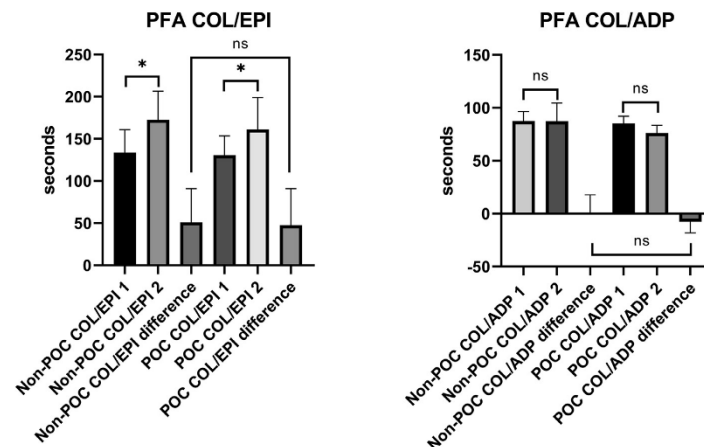 PFA COL/EPI
seconds
250
200
150
100
50
0
*
ns
*
Non-POC COL/EPI 1
Non-POC COL/EPI 2
Non-POC COL/EPI difference
POC COL/EPI 1
POC COL/EPI 2
POC COL/EPI difference
PFA COL/ADP
seconds
150
100
50
0
-50
ns
ns
ns
Non-POC COL/ADP 1
Non-POC COL/ADP 2
Non-POC COL/ADP difference
POC COL/ADP 1
POC COL/ADP 2
POC COL/ADP difference